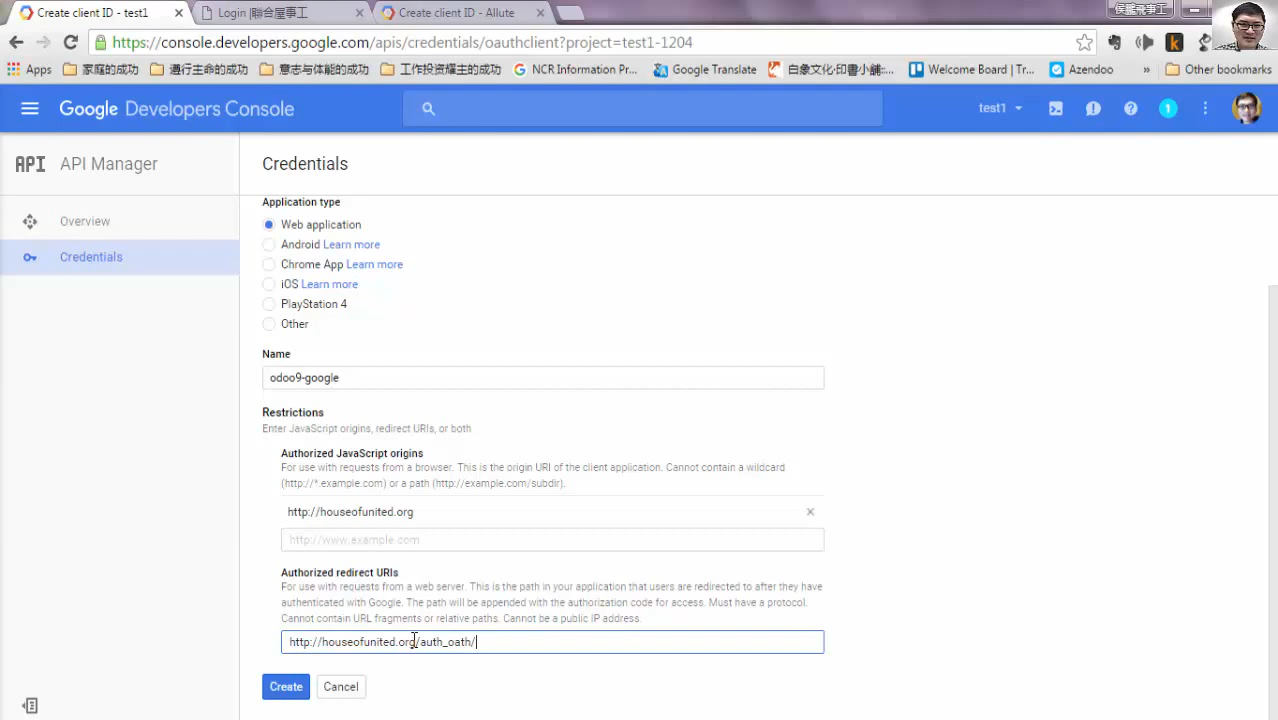 Create client ID - test1
Login |聯合屋事工
Create client ID - Allute
https://console.developers.google.com/apis/credentials/oauthclient?project=test1-1204
Apps
家庭的成功
遵行主命的成功
意志与体能的成功
工作投资耀主的成功
NCR Information Pr...
Google Translate
白象文化·印書小舖:...
Welcome Board | Tr...
Azendoo
»
Other bookmarks
Google Developers Console
test1
1
API API Manager
Credentials
Overview
Credentials
Application type
Web application
Android Learn more
Chrome App Learn more
iOS Learn more
PlayStation 4
Other
Name
odoo9-google
Restrictions
Enter JavaScript origins, redirect URIs, or both
Authorized JavaScript origins
For use with requests from a browser. This is the origin URI of the client application. Cannot contain a wildcard
(http://*.example.com) or a path (http://example.com/subdir).
http://houseofunited.org
http://www.example.com
Authorized redirect URIs
For use with requests from a web server. This is the path in your application that users are redirected to after they have
authenticated with Google. The path will be appended with the authorization code for access. Must have a protocol.
Cannot contain URL fragments or relative paths. Cannot be a public IP address.
http://houseofunited.org/auth_oath/
Create
Cancel